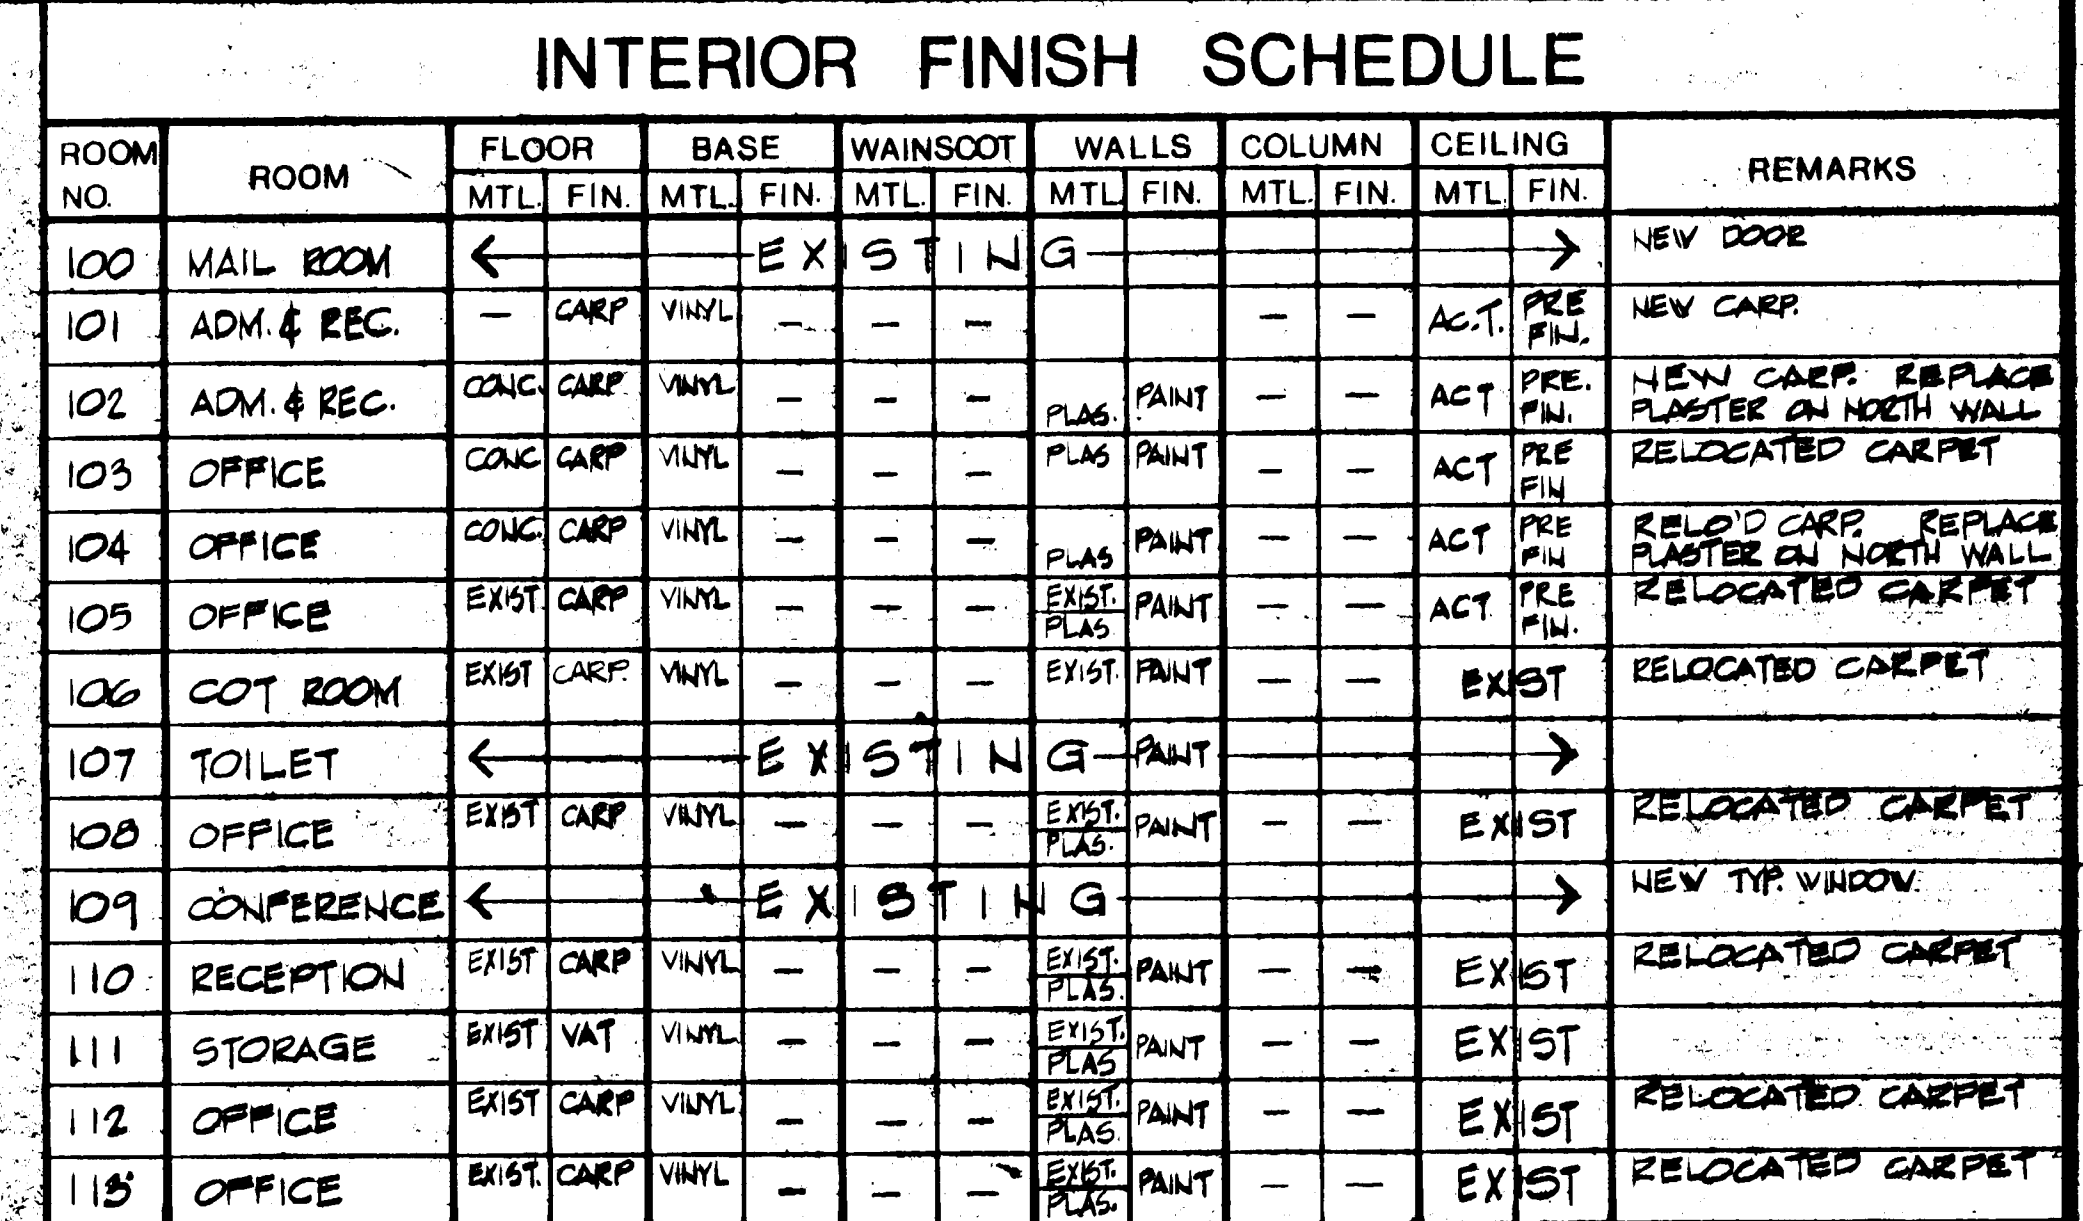 INTERIOR FINISH SCHEDULE
ROOM NO. ROOM FLOOR BASE WAINSCOT WALLS COLUMN CEILING REMARKS
MTL. FIN. MTL. FIN. MTL. FIN. MTL FIN. MTL. FIN. MTL FIN.
100 MAIL ROOM ← EXISTING → NEW DOOR
101 ADM. & REC. — CARP VINYL — — — — — AC.T. PRE FIN. NEW CARP.
102 ADM. & REC. CONC. CARP VINYL — — — PLAS. PAINT — — ACT PRE. FIN. NEW CARP. REPLACE
PLASTER ON NORTH WALL
103 OFFICE CONC CARP VINYL — — — PLAS PAINT — — ACT PRE FIN RELOCATED CARPET
104 OFFICE CONC. CARP VINYL — — — PLAS PAINT — — ACT PRE FIN RELO'D CARP. REPLACE
PLASTER ON NORTH WALL
105 OFFICE EXIST CARP VINYL — — — EXIST. PLAS PAINT — — ACT PRE FIN. RELOCATED CARPET
106 COT ROOM EXIST CARP. VINYL — — — EXIST. PAINT — — EXIST RELOCATED CARPET
107 TOILET ← EXISTING — PAINT →
108 OFFICE EXIST CARP VINYL — — — EXIST. PLAS. PAINT — — EXIST RELOCATED CARPET
109 CONFERENCE ← EXISTING → NEW TYP. WINDOW.
110 RECEPTION EXIST CARP VINYL — — — EXIST. PLAS. PAINT — — EXIST RELOCATED CARPET
111 STORAGE EXIST VAT VINYL — — — EXIST. PLAS PAINT — — EXIST
112 OFFICE EXIST CARP VINYL — — — EXIST. PLAS. PAINT — — EXIST RELOCATED CARPET
113 OFFICE EXIST. CARP VINYL — — — EXIST. PLAS. PAINT — — EXIST RELOCATED CARPET